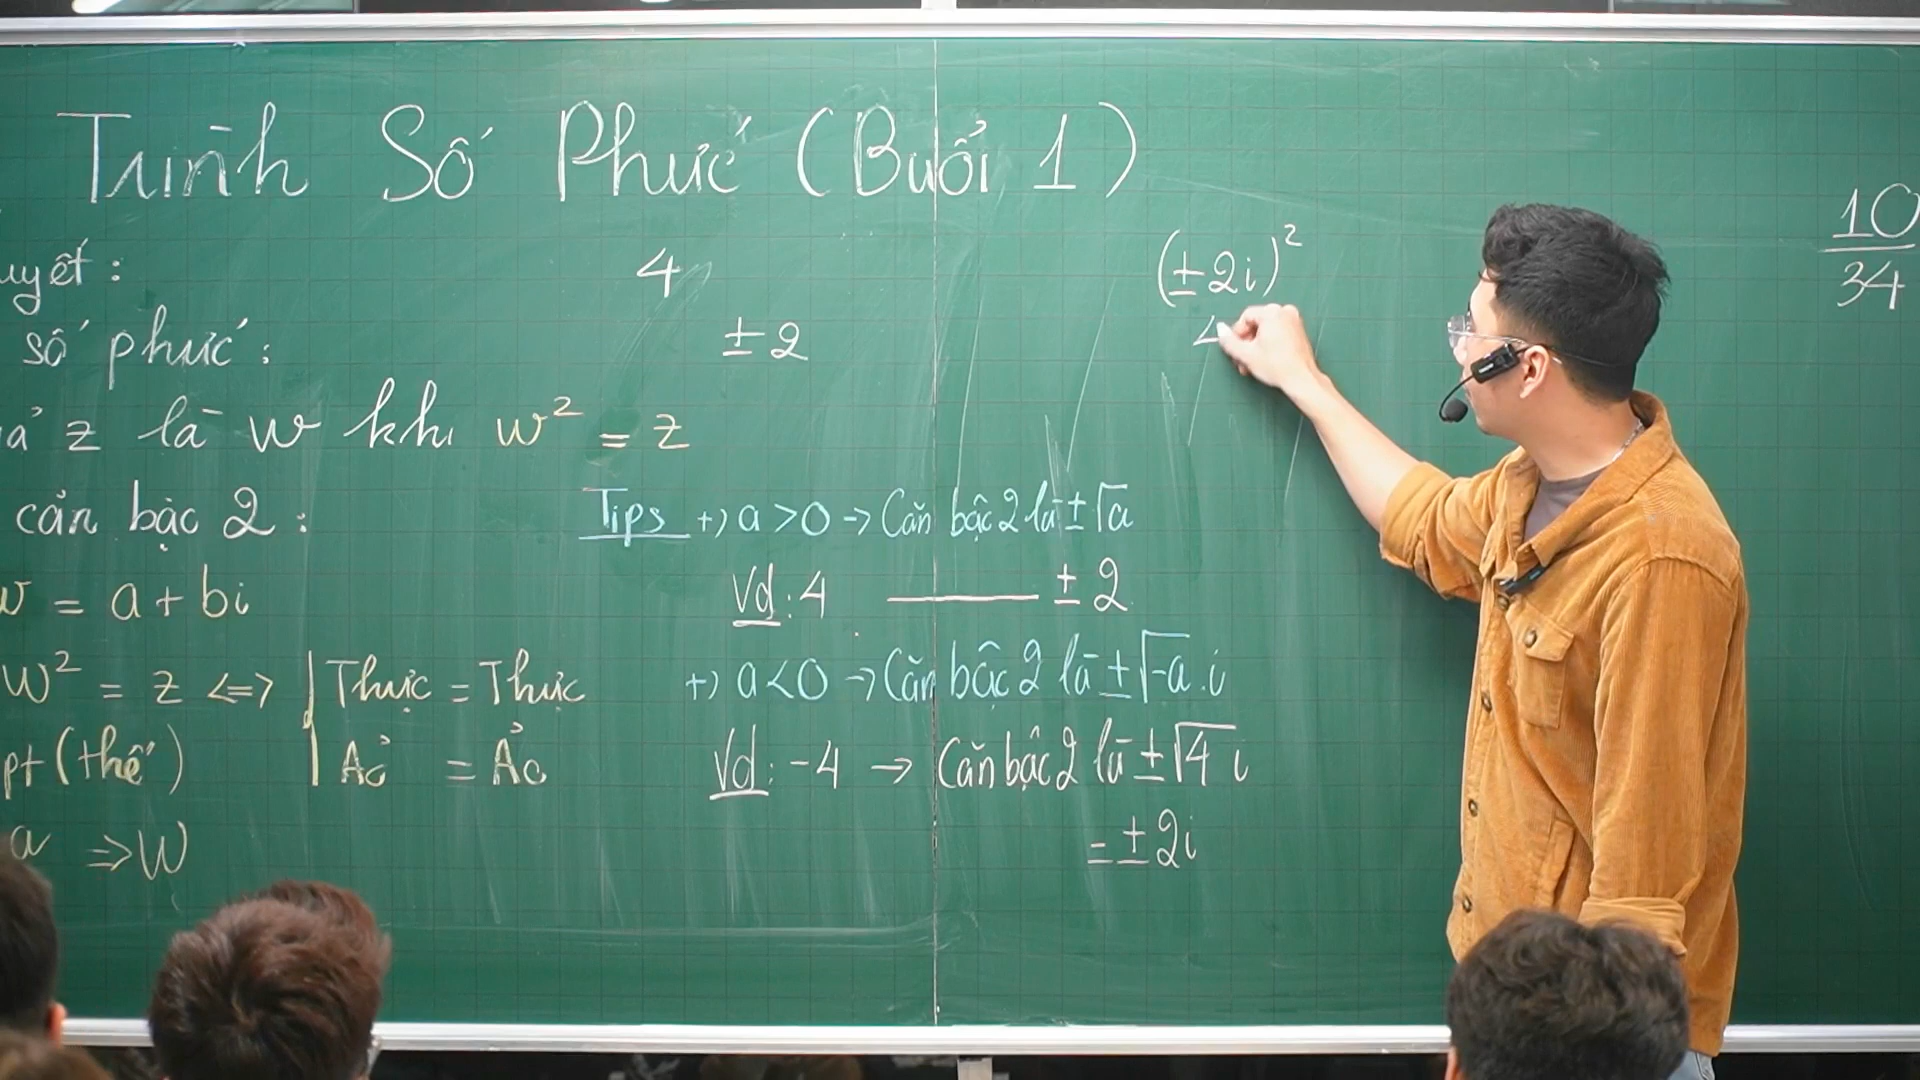 Trình Số Phức (Buổi 1)
10
34
uyết :
4
(±2i)²
số phức :
± 2
4
ả z là w khi w² = z
căn bậc 2 :
Tips +) a > 0 → Căn bậc 2 là ± √a
w = a + bi
Vd : 4 ——— ± 2
w² = z <=> | Thực = Thực
Ảo = Ảo
+) a < 0 → Căn bậc 2 là ± √-a . i
pt (thế)
Vd : -4 → Căn bậc 2 là ± √4 i
a => W
= ± 2i